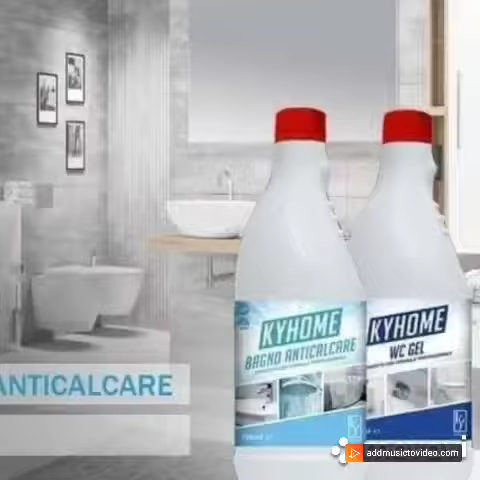 KYHOME
BAGNO ANTICALCARE
KYHOME
WC GEL
ANTICALCARE
addmusictovideo.com